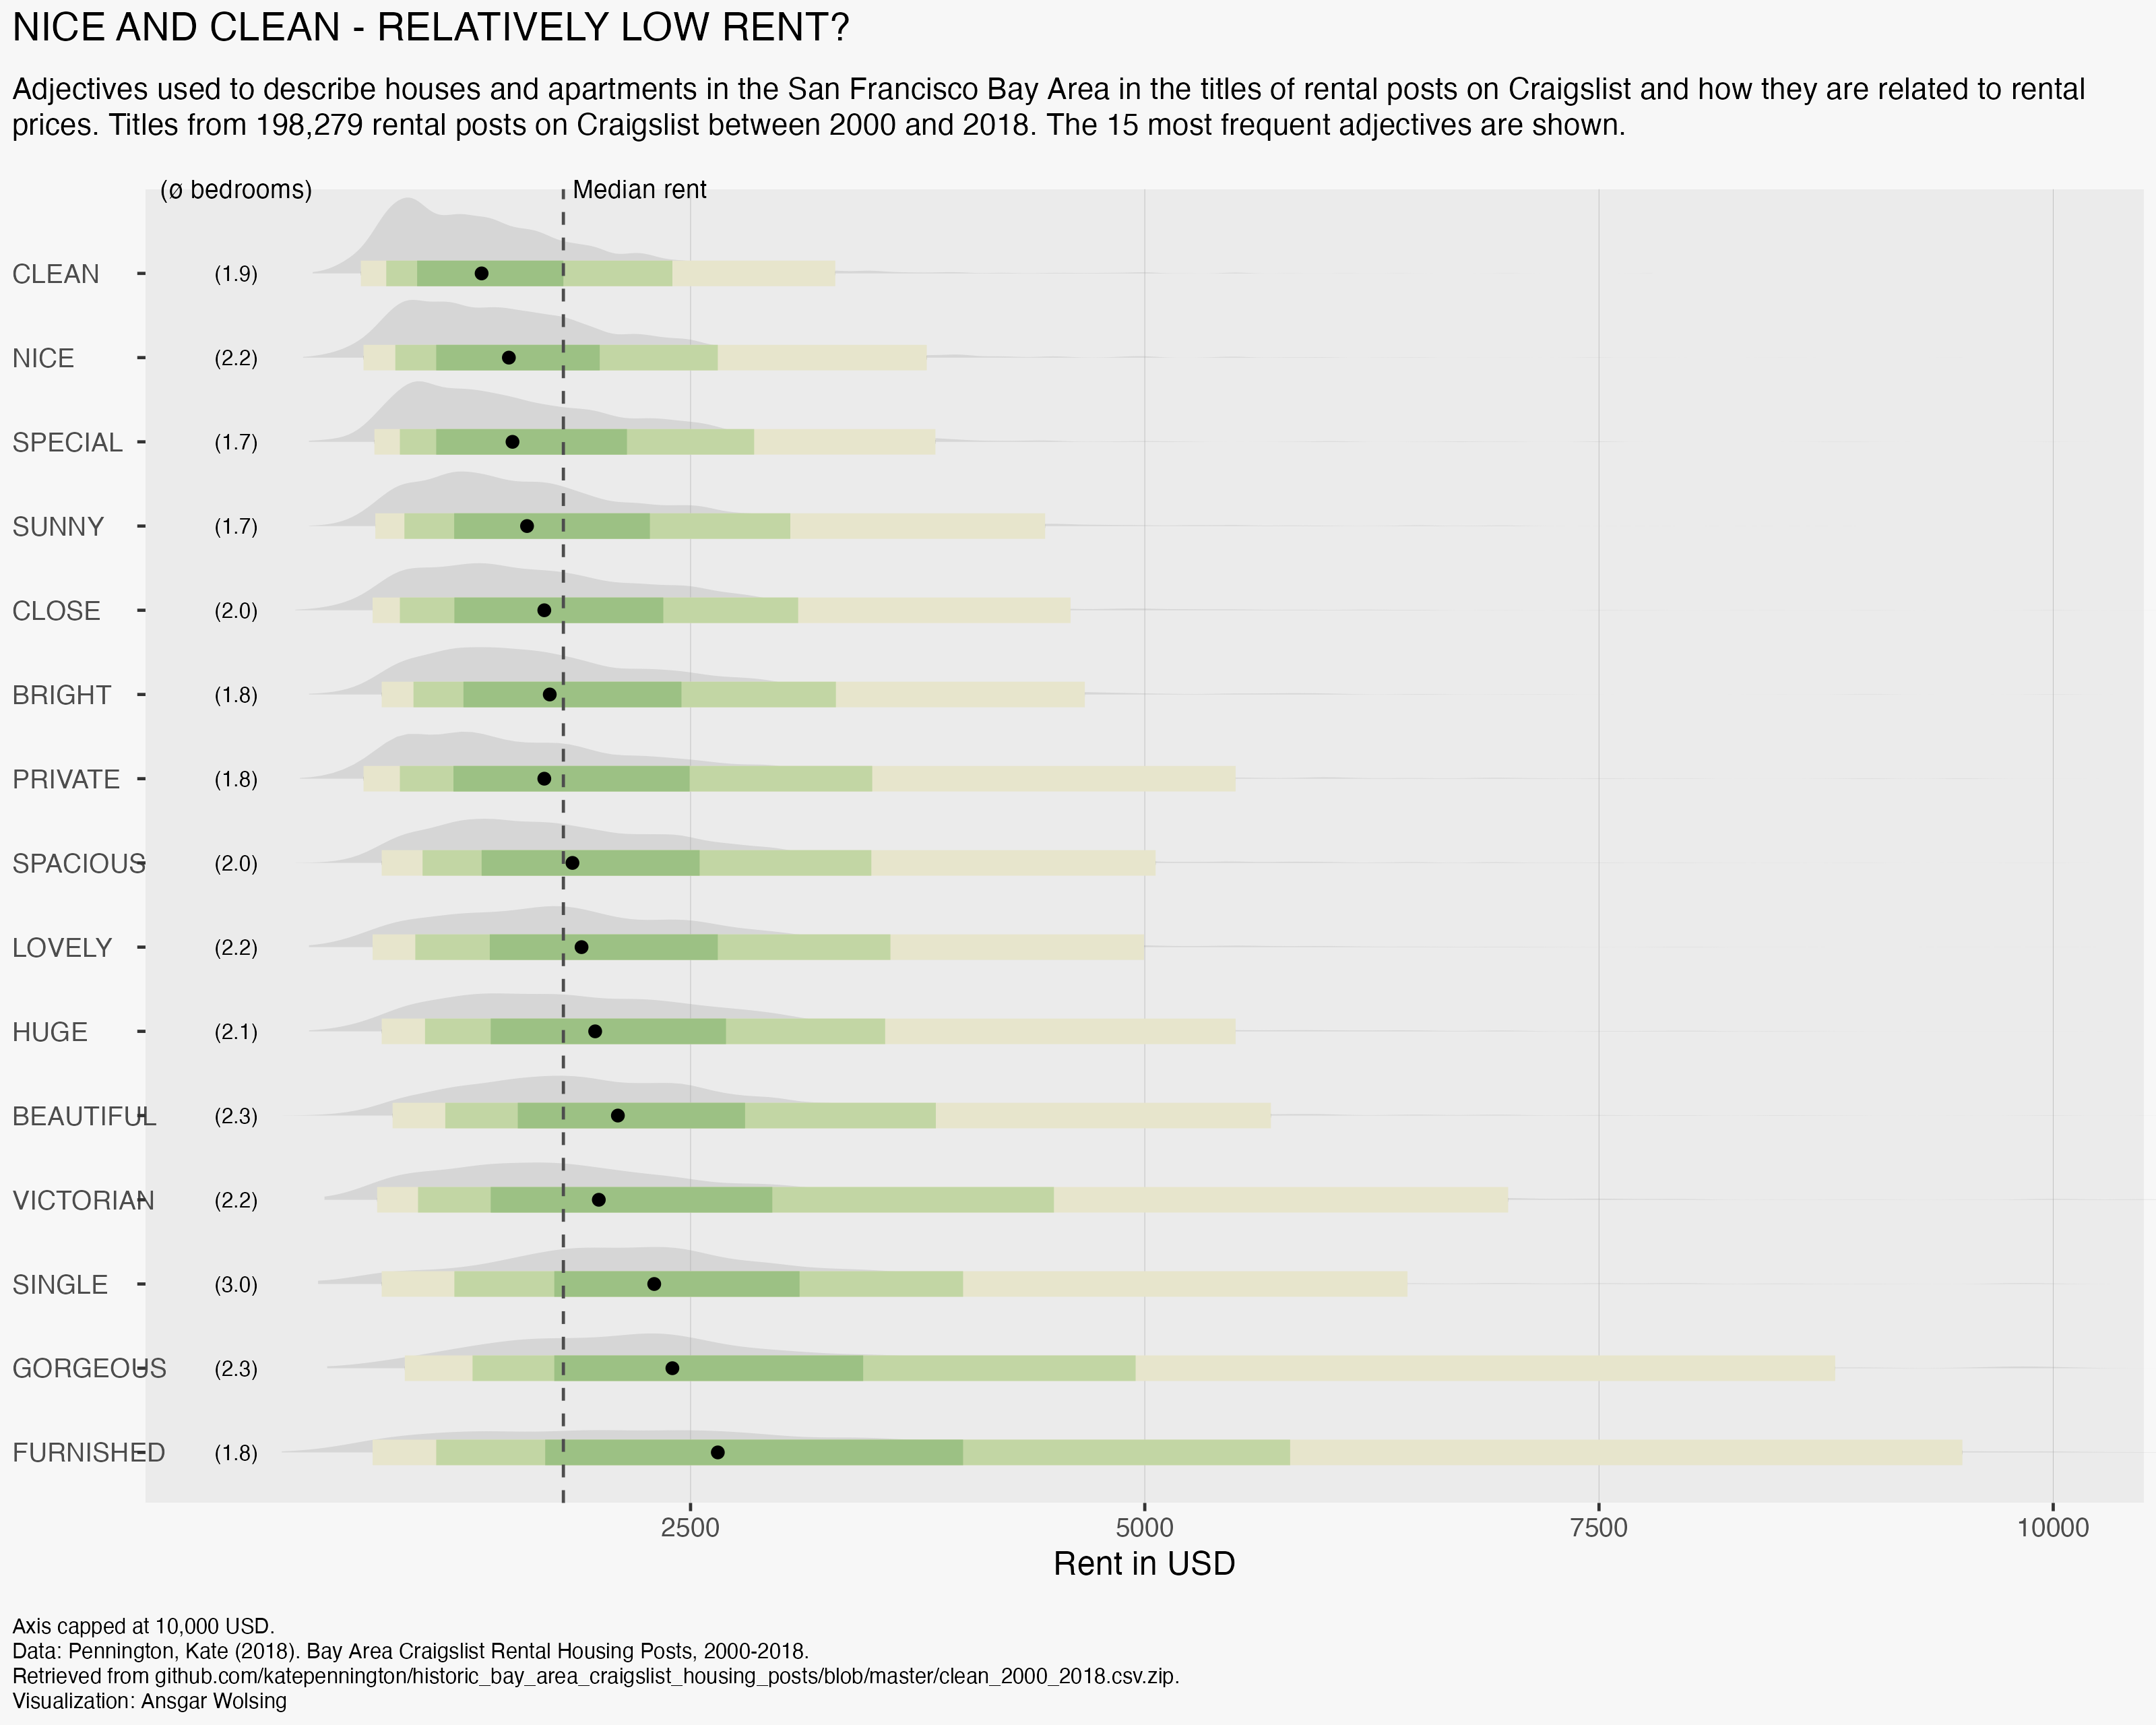 NICE AND CLEAN - RELATIVELY LOW RENT?
Adjectives used to describe houses and apartments in the San Francisco Bay Area in the titles of rental posts on Craigslist and how they are related to rental
prices. Titles from 198,279 rental posts on Craigslist between 2000 and 2018. The 15 most frequent adjectives are shown.
(ø bedrooms) Median rent
CLEAN (1.9)
NICE (2.2)
SPECIAL (1.7)
SUNNY (1.7)
CLOSE (2.0)
BRIGHT (1.8)
PRIVATE (1.8)
SPACIOUS (2.0)
LOVELY (2.2)
HUGE (2.1)
BEAUTIFUL (2.3)
VICTORIAN (2.2)
SINGLE (3.0)
GORGEOUS (2.3)
FURNISHED (1.8)
2500 5000 7500 10000
Rent in USD
Axis capped at 10,000 USD.
Data: Pennington, Kate (2018). Bay Area Craigslist Rental Housing Posts, 2000-2018.
Retrieved from github.com/katepennington/historic_bay_area_craigslist_housing_posts/blob/master/clean_2000_2018.csv.zip.
Visualization: Ansgar Wolsing